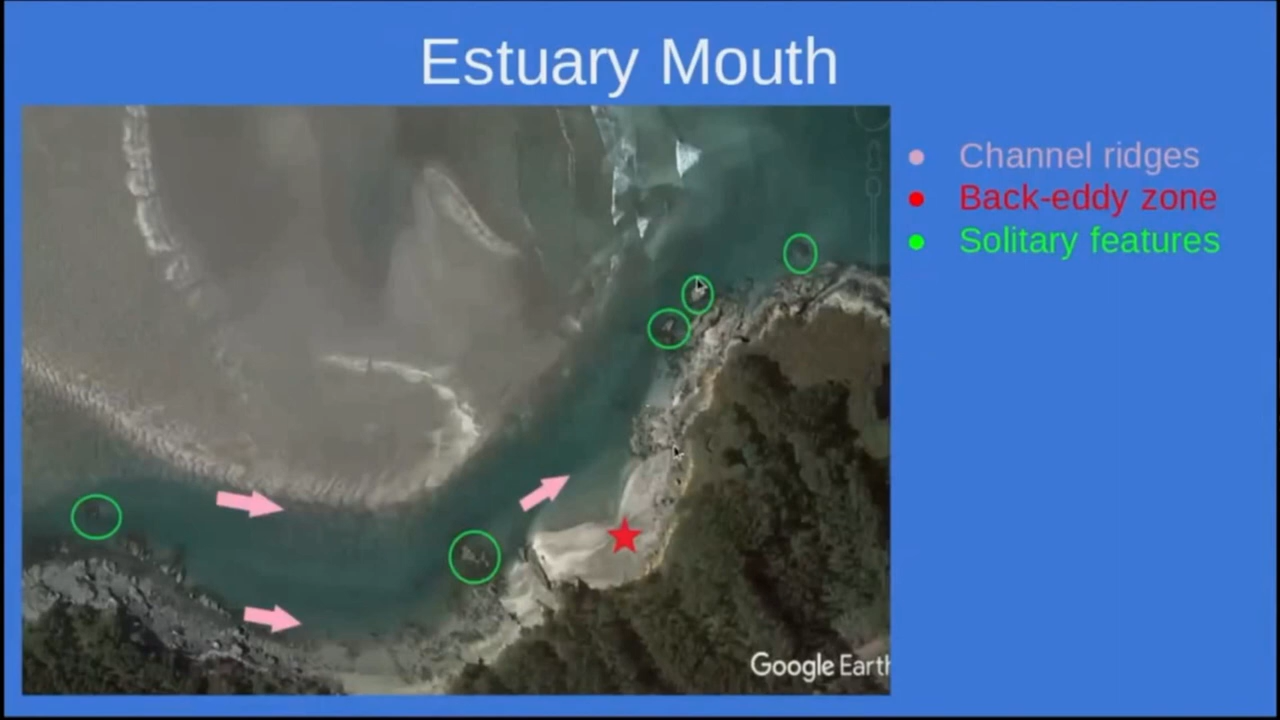 Estuary Mouth
Channel ridges
Back-eddy zone
Solitary features
Google Earth